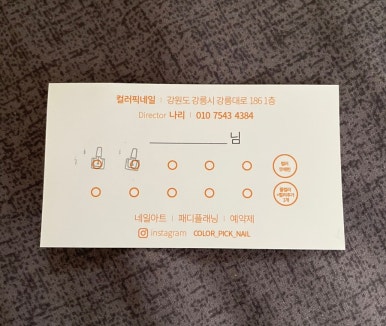 컬러픽네일 | 강원도 강릉시 강릉대로 186 1층
Director 나리 | 010 7543 4384
님
네일아트 | 패디플래닝 | 예약제
instagram COLOR_PICK_NAIL